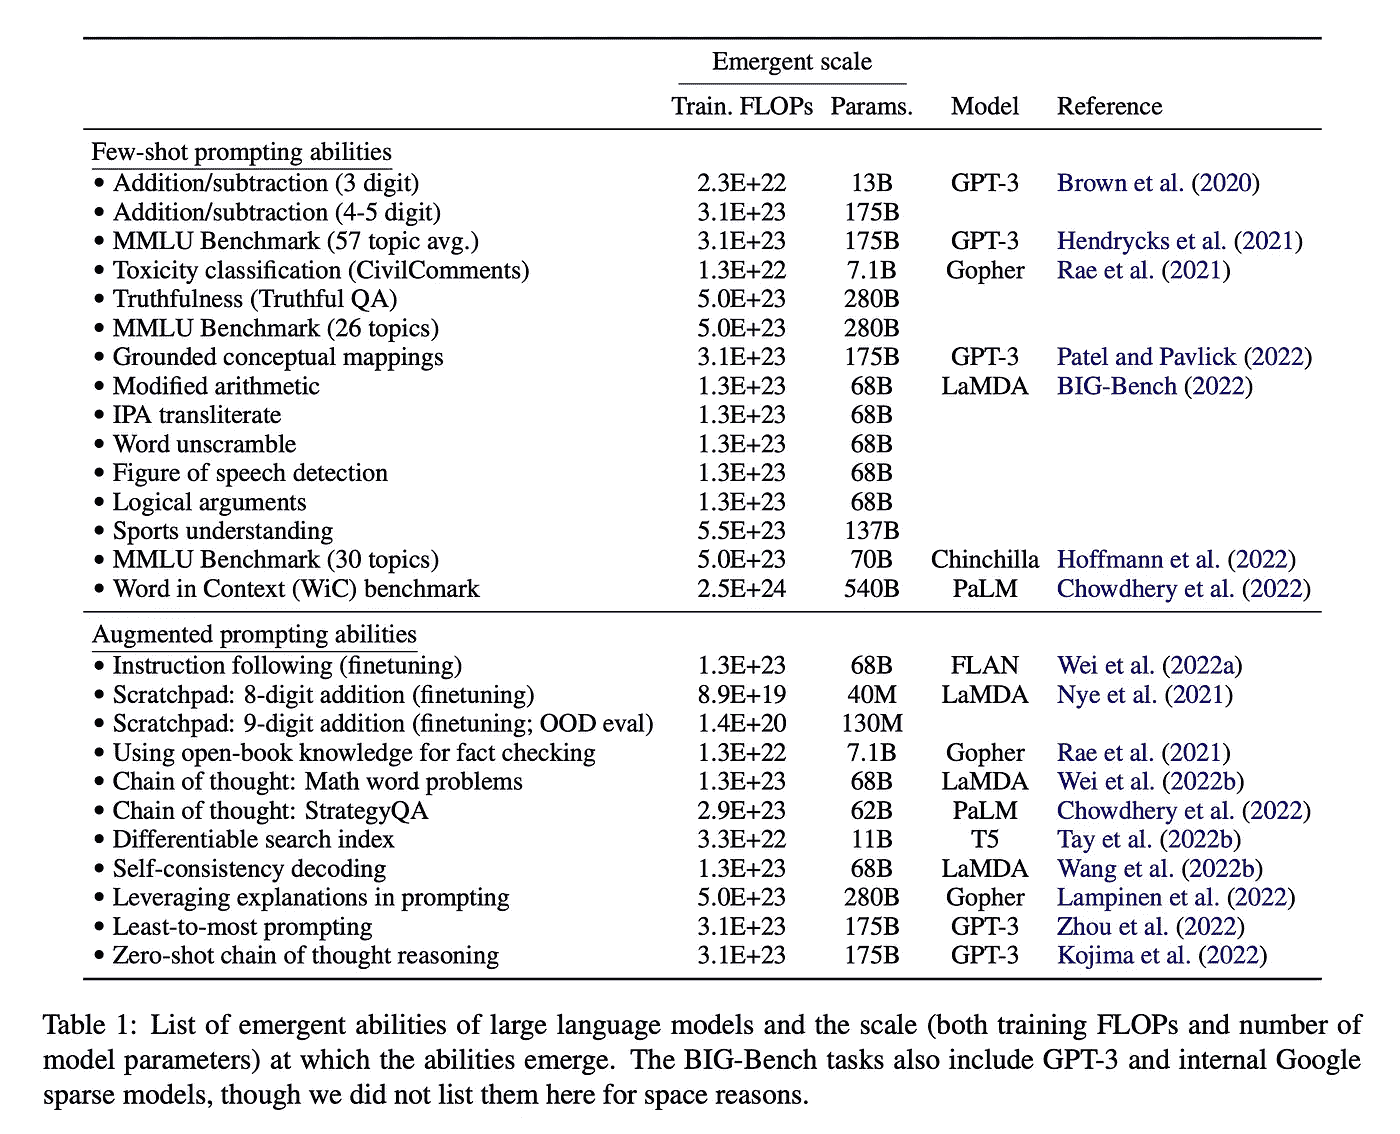 Emergent scale
Train. FLOPs Params. Model Reference
Few-shot prompting abilities
• Addition/subtraction (3 digit) 2.3E+22 13B GPT-3 Brown et al. (2020)
• Addition/subtraction (4-5 digit) 3.1E+23 175B
• MMLU Benchmark (57 topic avg.) 3.1E+23 175B GPT-3 Hendrycks et al. (2021)
• Toxicity classification (CivilComments) 1.3E+22 7.1B Gopher Rae et al. (2021)
• Truthfulness (Truthful QA) 5.0E+23 280B
• MMLU Benchmark (26 topics) 5.0E+23 280B
• Grounded conceptual mappings 3.1E+23 175B GPT-3 Patel and Pavlick (2022)
• Modified arithmetic 1.3E+23 68B LaMDA BIG-Bench (2022)
• IPA transliterate 1.3E+23 68B
• Word unscramble 1.3E+23 68B
• Figure of speech detection 1.3E+23 68B
• Logical arguments 1.3E+23 68B
• Sports understanding 5.5E+23 137B
• MMLU Benchmark (30 topics) 5.0E+23 70B Chinchilla Hoffmann et al. (2022)
• Word in Context (WiC) benchmark 2.5E+24 540B PaLM Chowdhery et al. (2022)
Augmented prompting abilities
• Instruction following (finetuning) 1.3E+23 68B FLAN Wei et al. (2022a)
• Scratchpad: 8-digit addition (finetuning) 8.9E+19 40M LaMDA Nye et al. (2021)
• Scratchpad: 9-digit addition (finetuning; OOD eval) 1.4E+20 130M
• Using open-book knowledge for fact checking 1.3E+22 7.1B Gopher Rae et al. (2021)
• Chain of thought: Math word problems 1.3E+23 68B LaMDA Wei et al. (2022b)
• Chain of thought: StrategyQA 2.9E+23 62B PaLM Chowdhery et al. (2022)
• Differentiable search index 3.3E+22 11B T5 Tay et al. (2022b)
• Self-consistency decoding 1.3E+23 68B LaMDA Wang et al. (2022b)
• Leveraging explanations in prompting 5.0E+23 280B Gopher Lampinen et al. (2022)
• Least-to-most prompting 3.1E+23 175B GPT-3 Zhou et al. (2022)
• Zero-shot chain of thought reasoning 3.1E+23 175B GPT-3 Kojima et al. (2022)
Table 1: List of emergent abilities of large language models and the scale (both training FLOPs and number of
model parameters) at which the abilities emerge. The BIG-Bench tasks also include GPT-3 and internal Google
sparse models, though we did not list them here for space reasons.